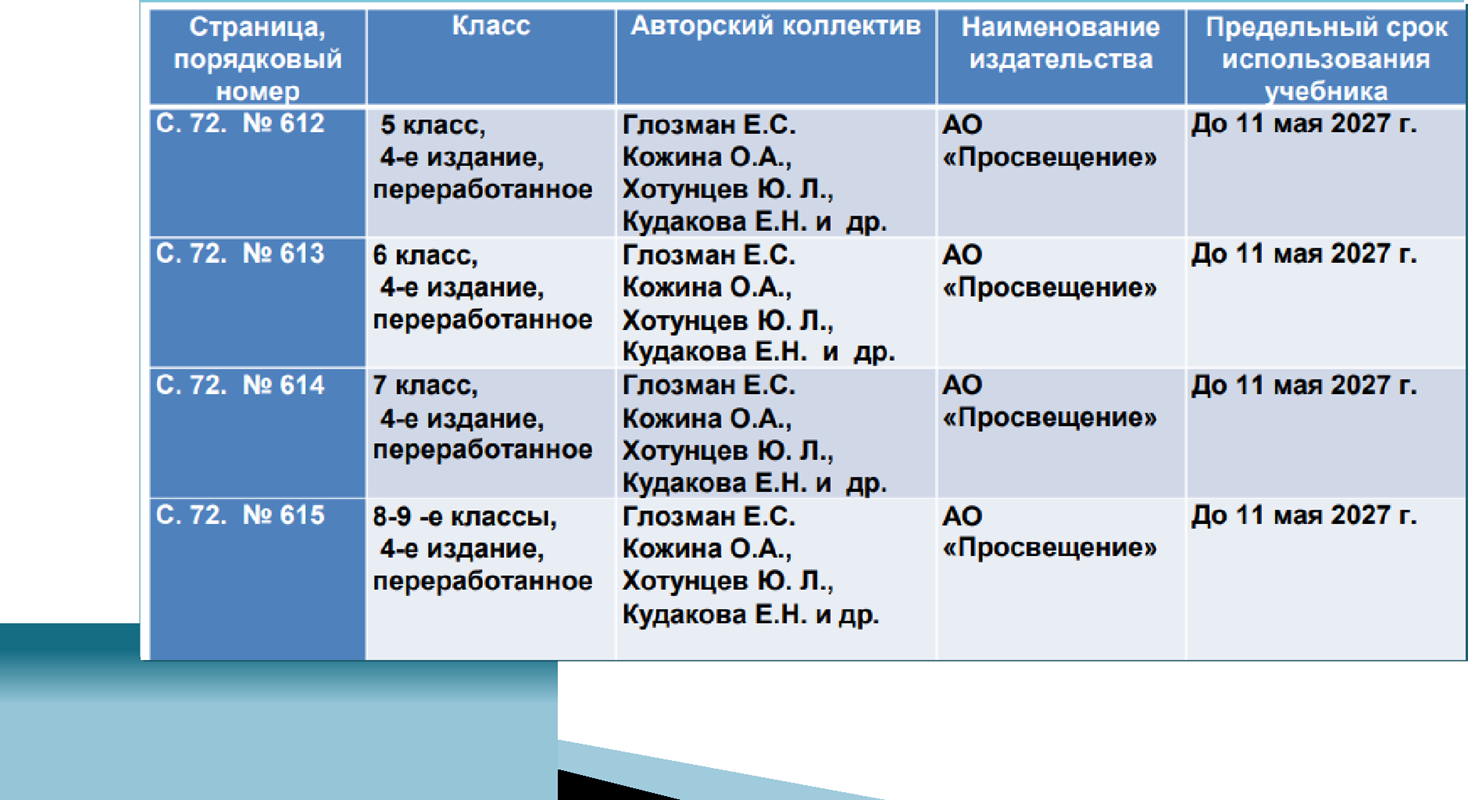 Страница,
порядковый
номер
Класс
Авторский коллектив
Наименование
издательства
Предельный срок
использования
учебника
С. 72.  № 612
5 класс,
4-е издание,
переработанное
Глозман Е.С.
Кожина О.А.,
Хотунцев Ю. Л.,
Кудакова Е.Н. и  др.
АО
«Просвещение»
До 11 мая 2027 г.
С. 72.  № 613
6 класс,
4-е издание,
переработанное
Глозман Е.С.
Кожина О.А.,
Хотунцев Ю. Л.,
Кудакова Е.Н.  и  др.
АО
«Просвещение»
До 11 мая 2027 г.
С. 72.  № 614
7 класс,
4-е издание,
переработанное
Глозман Е.С.
Кожина О.А.,
Хотунцев Ю. Л.,
Кудакова Е.Н. и  др.
АО
«Просвещение»
До 11 мая 2027 г.
С. 72.  № 615
8-9 -е классы,
4-е издание,
переработанное
Глозман Е.С.
Кожина О.А.,
Хотунцев Ю. Л.,
Кудакова Е.Н. и др.
АО
«Просвещение»
До 11 мая 2027 г.